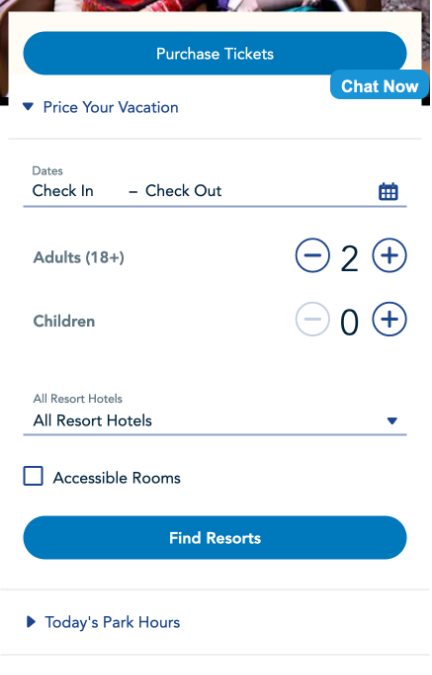 Purchase Tickets
Chat Now
Price Your Vacation
Dates
Check In – Check Out
Adults (18+) 2
Children 0
All Resort Hotels
All Resort Hotels
Accessible Rooms
Find Resorts
Today's Park Hours